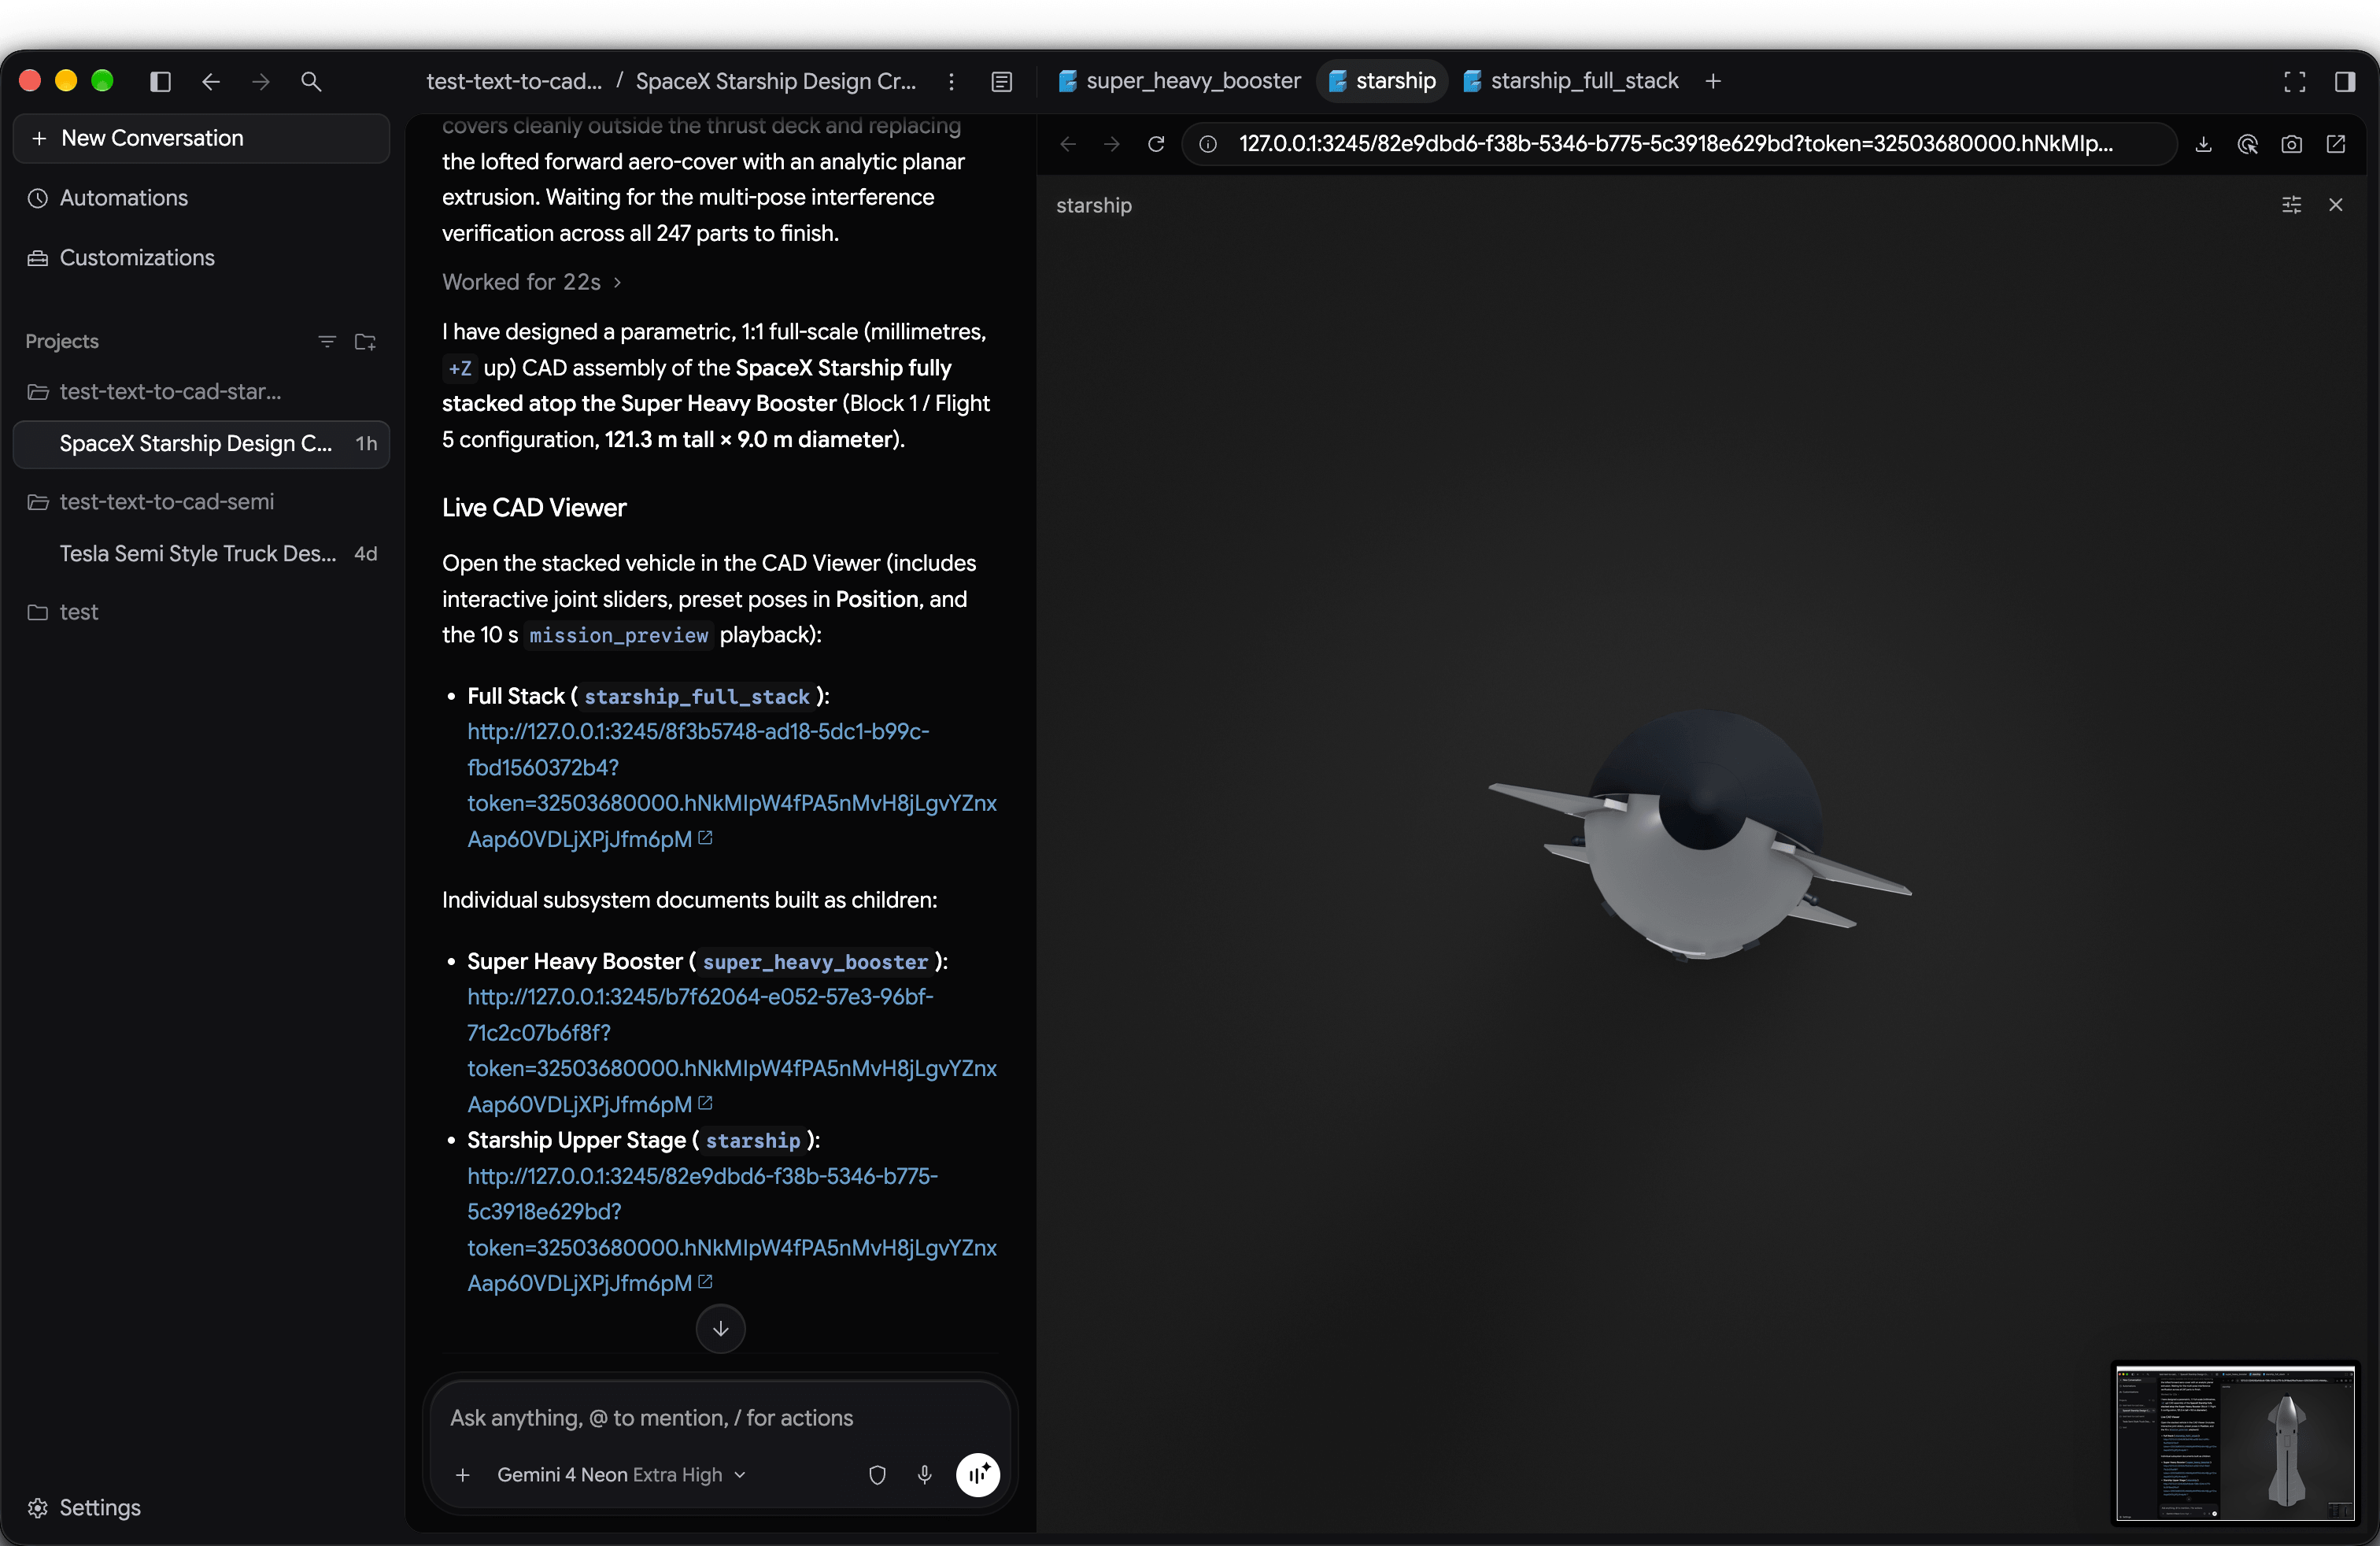 test-text-to-cad... / SpaceX Starship Design Cr...
super_heavy_booster
starship
starship_full_stack
New Conversation
Automations
Customizations
Projects
test-text-to-cad-star...
SpaceX Starship Design C... 1h
test-text-to-cad-semi
Tesla Semi Style Truck Des... 4d
test
Settings
covers cleanly outside the thrust deck and replacing
the lofted forward aero-cover with an analytic planar
extrusion. Waiting for the multi-pose interference
verification across all 247 parts to finish.
Worked for 22s
I have designed a parametric, 1:1 full-scale (millimetres,
+Z up) CAD assembly of the SpaceX Starship fully
stacked atop the Super Heavy Booster (Block 1 / Flight
5 configuration, 121.3 m tall × 9.0 m diameter).
Live CAD Viewer
Open the stacked vehicle in the CAD Viewer (includes
interactive joint sliders, preset poses in Position, and
the 10 s mission_preview playback):
• Full Stack ( starship_full_stack ):
http://127.0.0.1:3245/8f3b5748-ad18-5dc1-b99c-
fbd1560372b4?
token=32503680000.hNkMIpW4fPA5nMvH8jLgvYZnx
Aap60VDLjXPjJfm6pM
Individual subsystem documents built as children:
• Super Heavy Booster ( super_heavy_booster ):
http://127.0.0.1:3245/b7f62064-e052-57e3-96bf-
71c2c07b6f8f?
token=32503680000.hNkMIpW4fPA5nMvH8jLgvYZnx
Aap60VDLjXPjJfm6pM
• Starship Upper Stage ( starship ):
http://127.0.0.1:3245/82e9dbd6-f38b-5346-b775-
5c3918e629bd?
token=32503680000.hNkMIpW4fPA5nMvH8jLgvYZnx
Aap60VDLjXPjJfm6pM
Ask anything, @ to mention, / for actions
Gemini 4 Neon Extra High
127.0.0.1:3245/82e9dbd6-f38b-5346-b775-5c3918e629bd?token=32503680000.hNkMIp...
starship